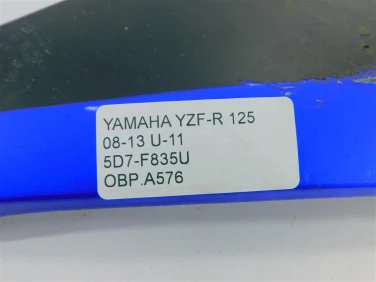 YAMAHA YZF-R 125
08-13 U-11
5D7-F835U
OBP.A576